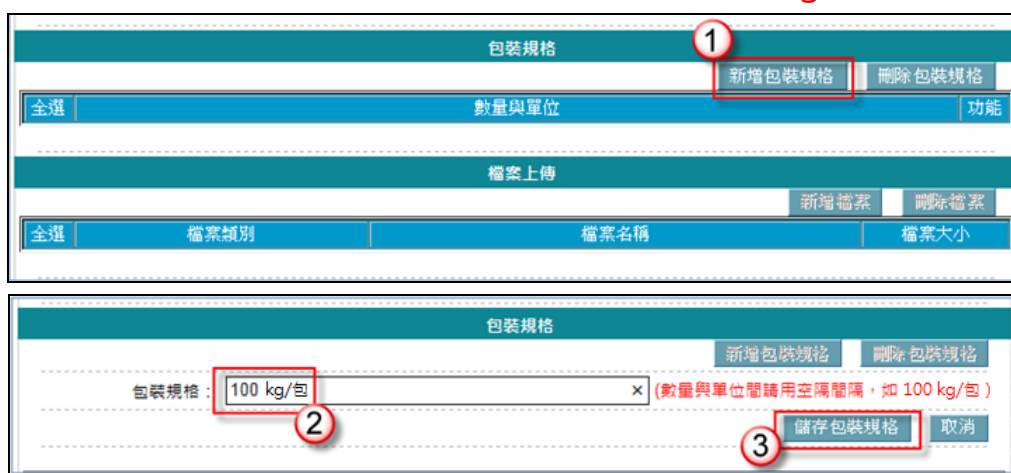 包裝規格
1
新增包裝規格 刪除包裝規格
全選 數量與單位 功能
檔案上傳
新增檔案 刪除檔案
全選 檔案類別 檔案名稱 檔案大小
包裝規格
新增包裝規格 刪除包裝規格
包裝規格： 100 kg/包 × (數量與單位間請用空隔間隔，如 100 kg/包 )
2
儲存包裝規格 取消
3